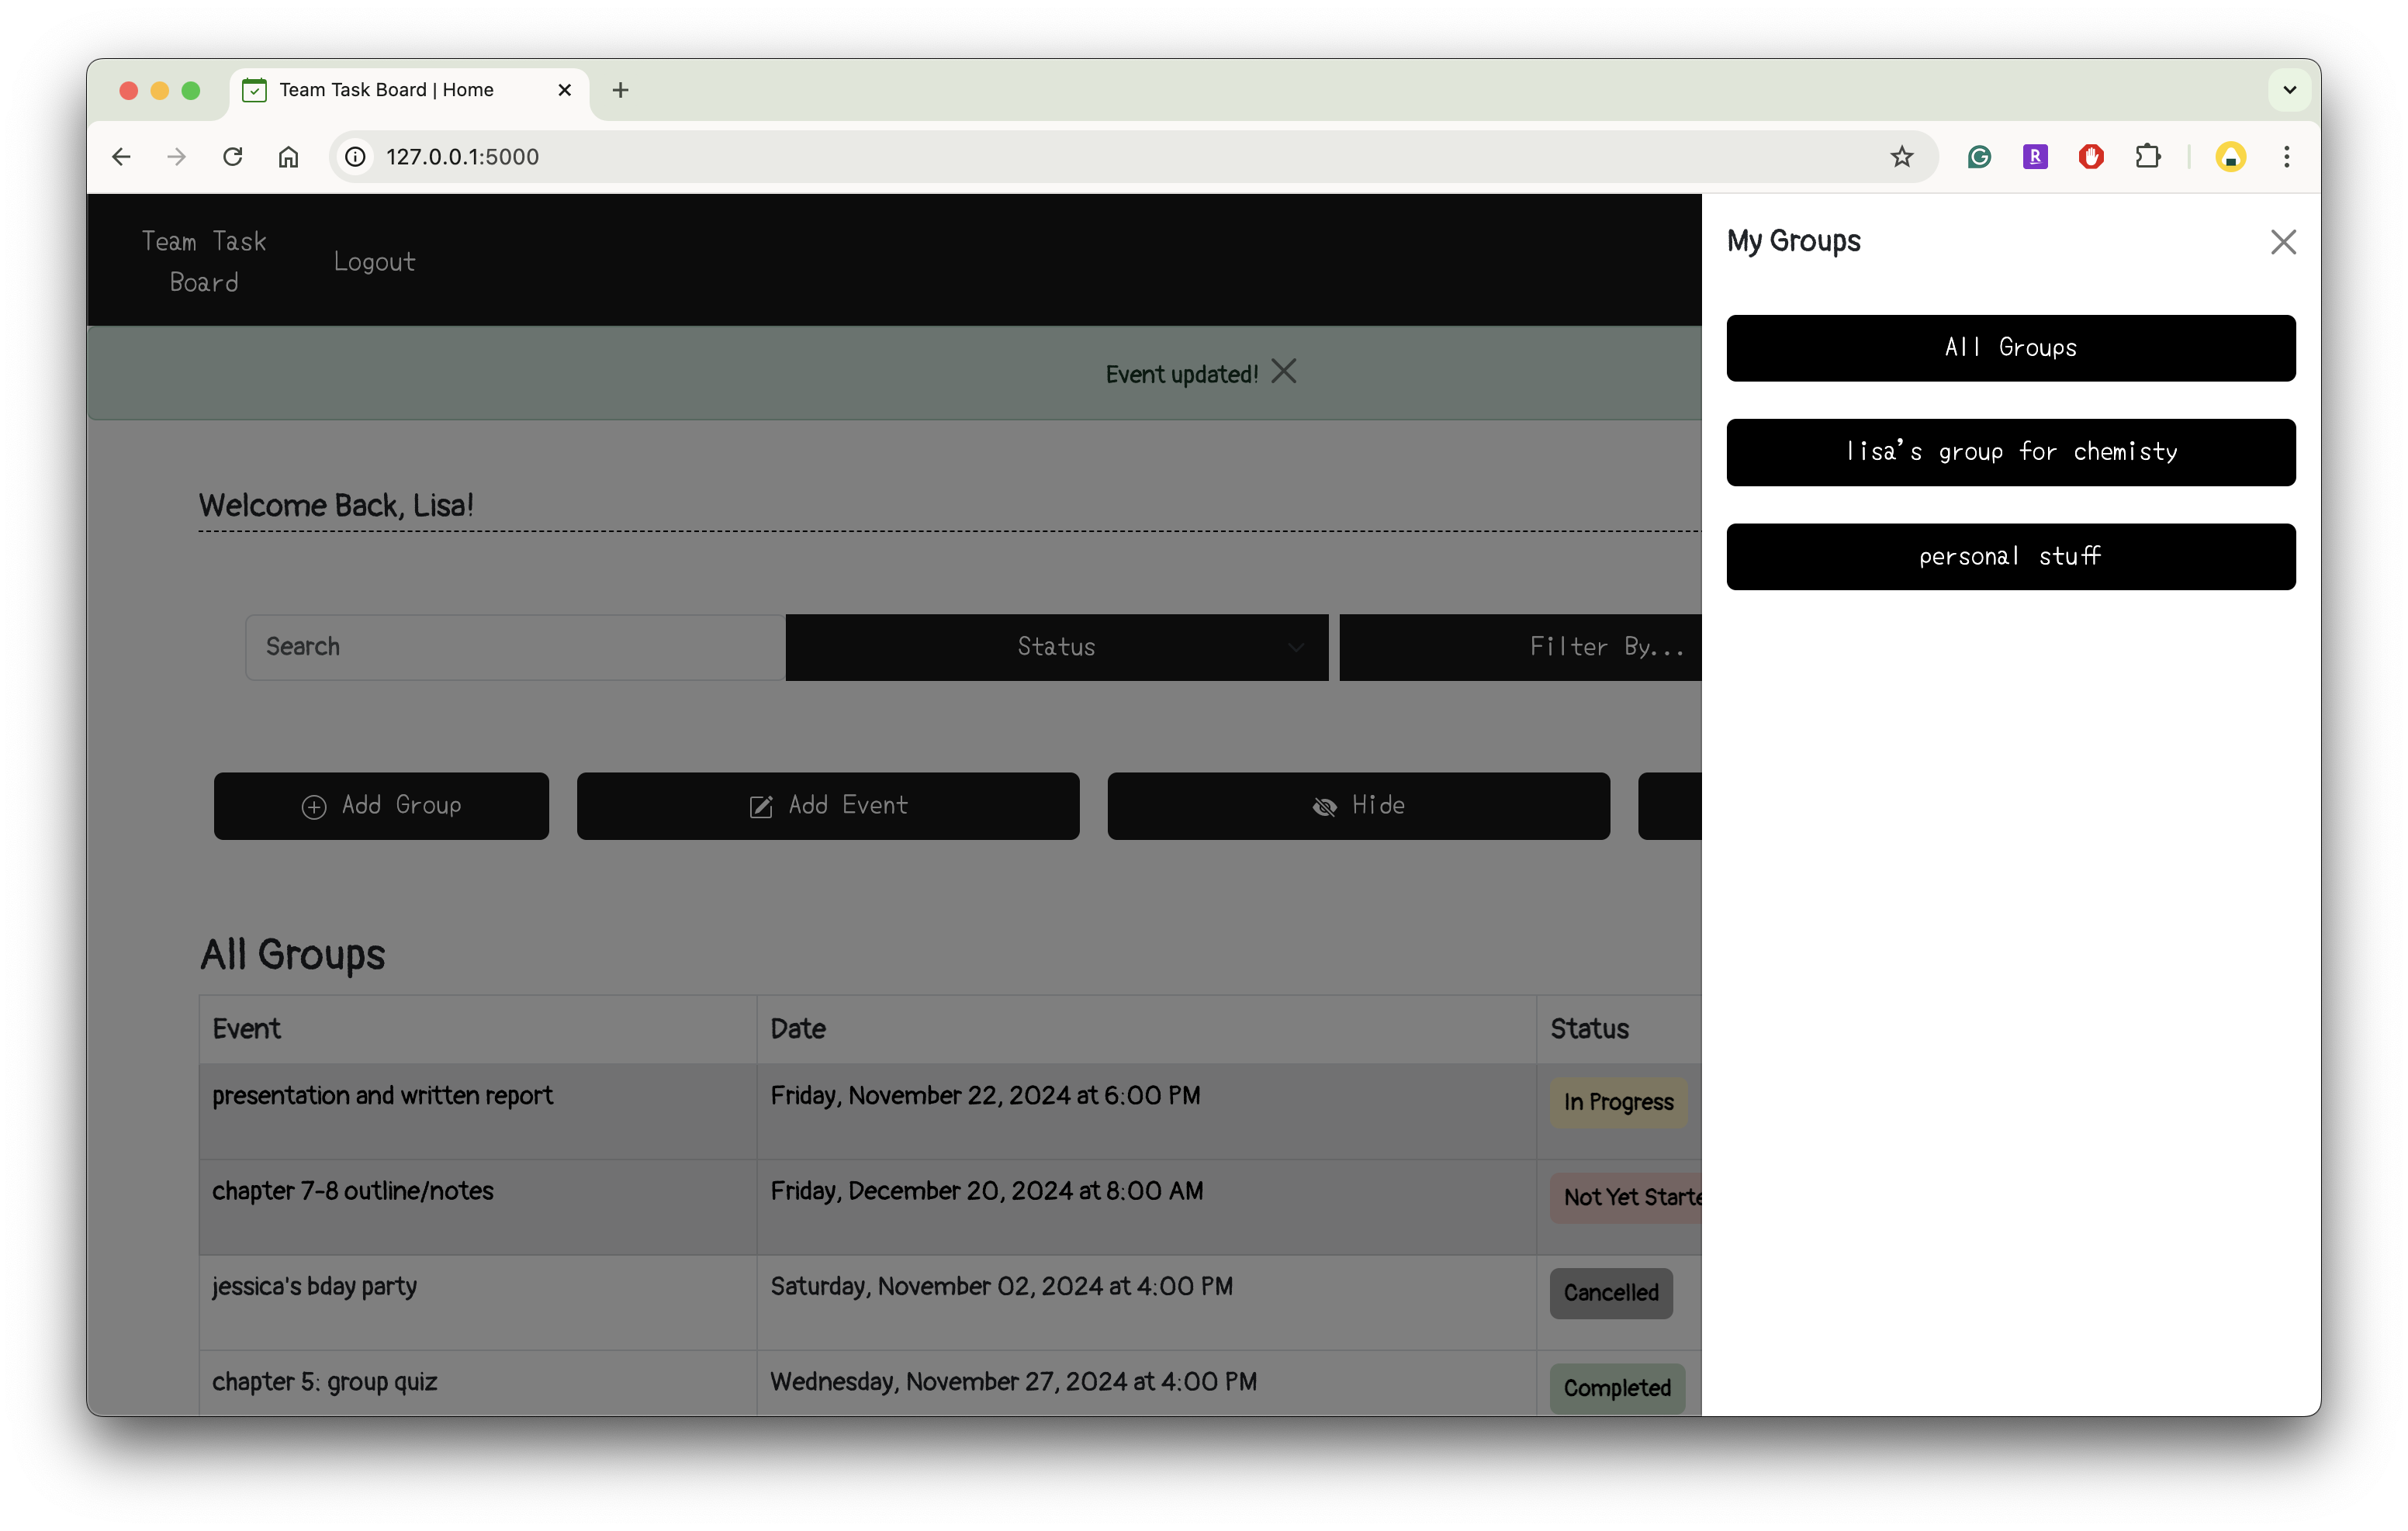 Team Task Board | Home
127.0.0.1:5000
Team Task
Board
Logout
Event updated!
Welcome Back, Lisa!
Search
Status
Filter By...
Add Group
Add Event
Hide
All Groups
Event Date Status
presentation and written report Friday, November 22, 2024 at 6:00 PM In Progress
chapter 7-8 outline/notes Friday, December 20, 2024 at 8:00 AM Not Yet Starte
jessica's bday party Saturday, November 02, 2024 at 4:00 PM Cancelled
chapter 5: group quiz Wednesday, November 27, 2024 at 4:00 PM Completed
My Groups
All Groups
lisa's group for chemisty
personal stuff